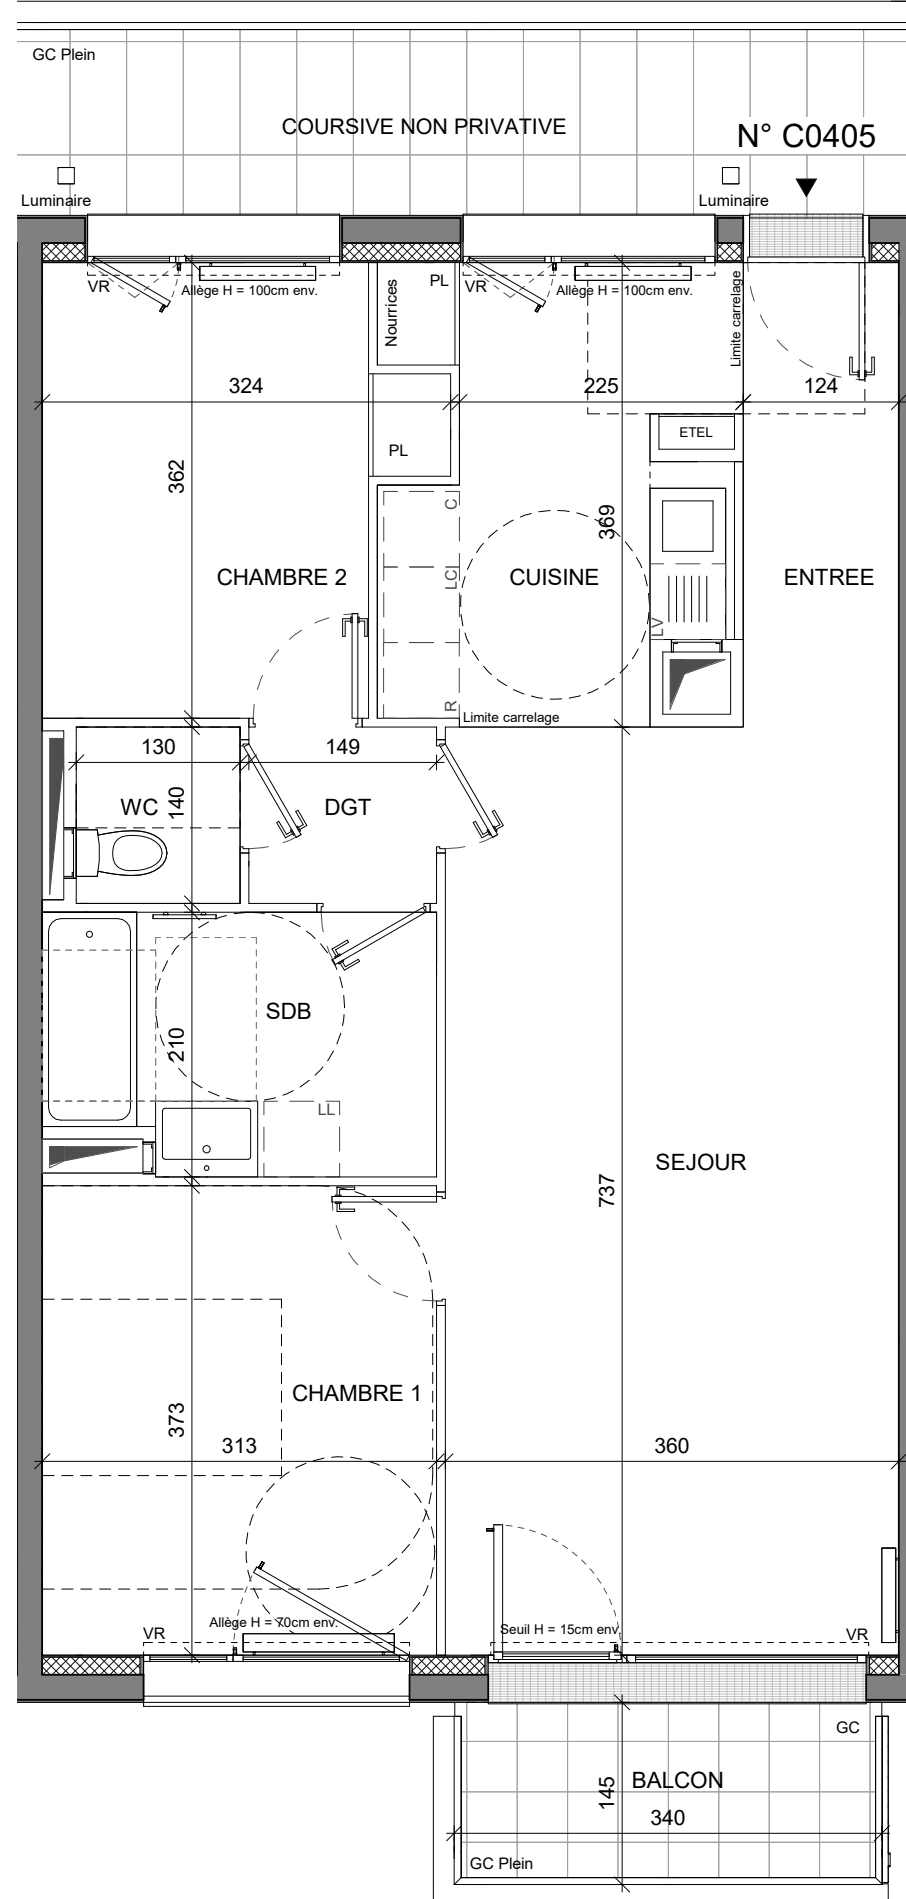 GC Plein
COURSIVE NON PRIVATIVE
N° C0405
Luminaire
Luminaire
VR
Allège H = 100cm env.
Nourrices
PL
VR
Allège H = 100cm env.
Limite carrelage
324
225
124
ETEL
PL
362
C
369
CHAMBRE 2
LC
CUISINE
ENTREE
LV
R
Limite carrelage
130
149
WC
140
DGT
SDB
210
LL
SEJOUR
737
CHAMBRE 1
373
313
360
VR
Allège H = 70cm env.
Seuil H = 15cm env.
VR
GC
BALCON
145
340
GC Plein